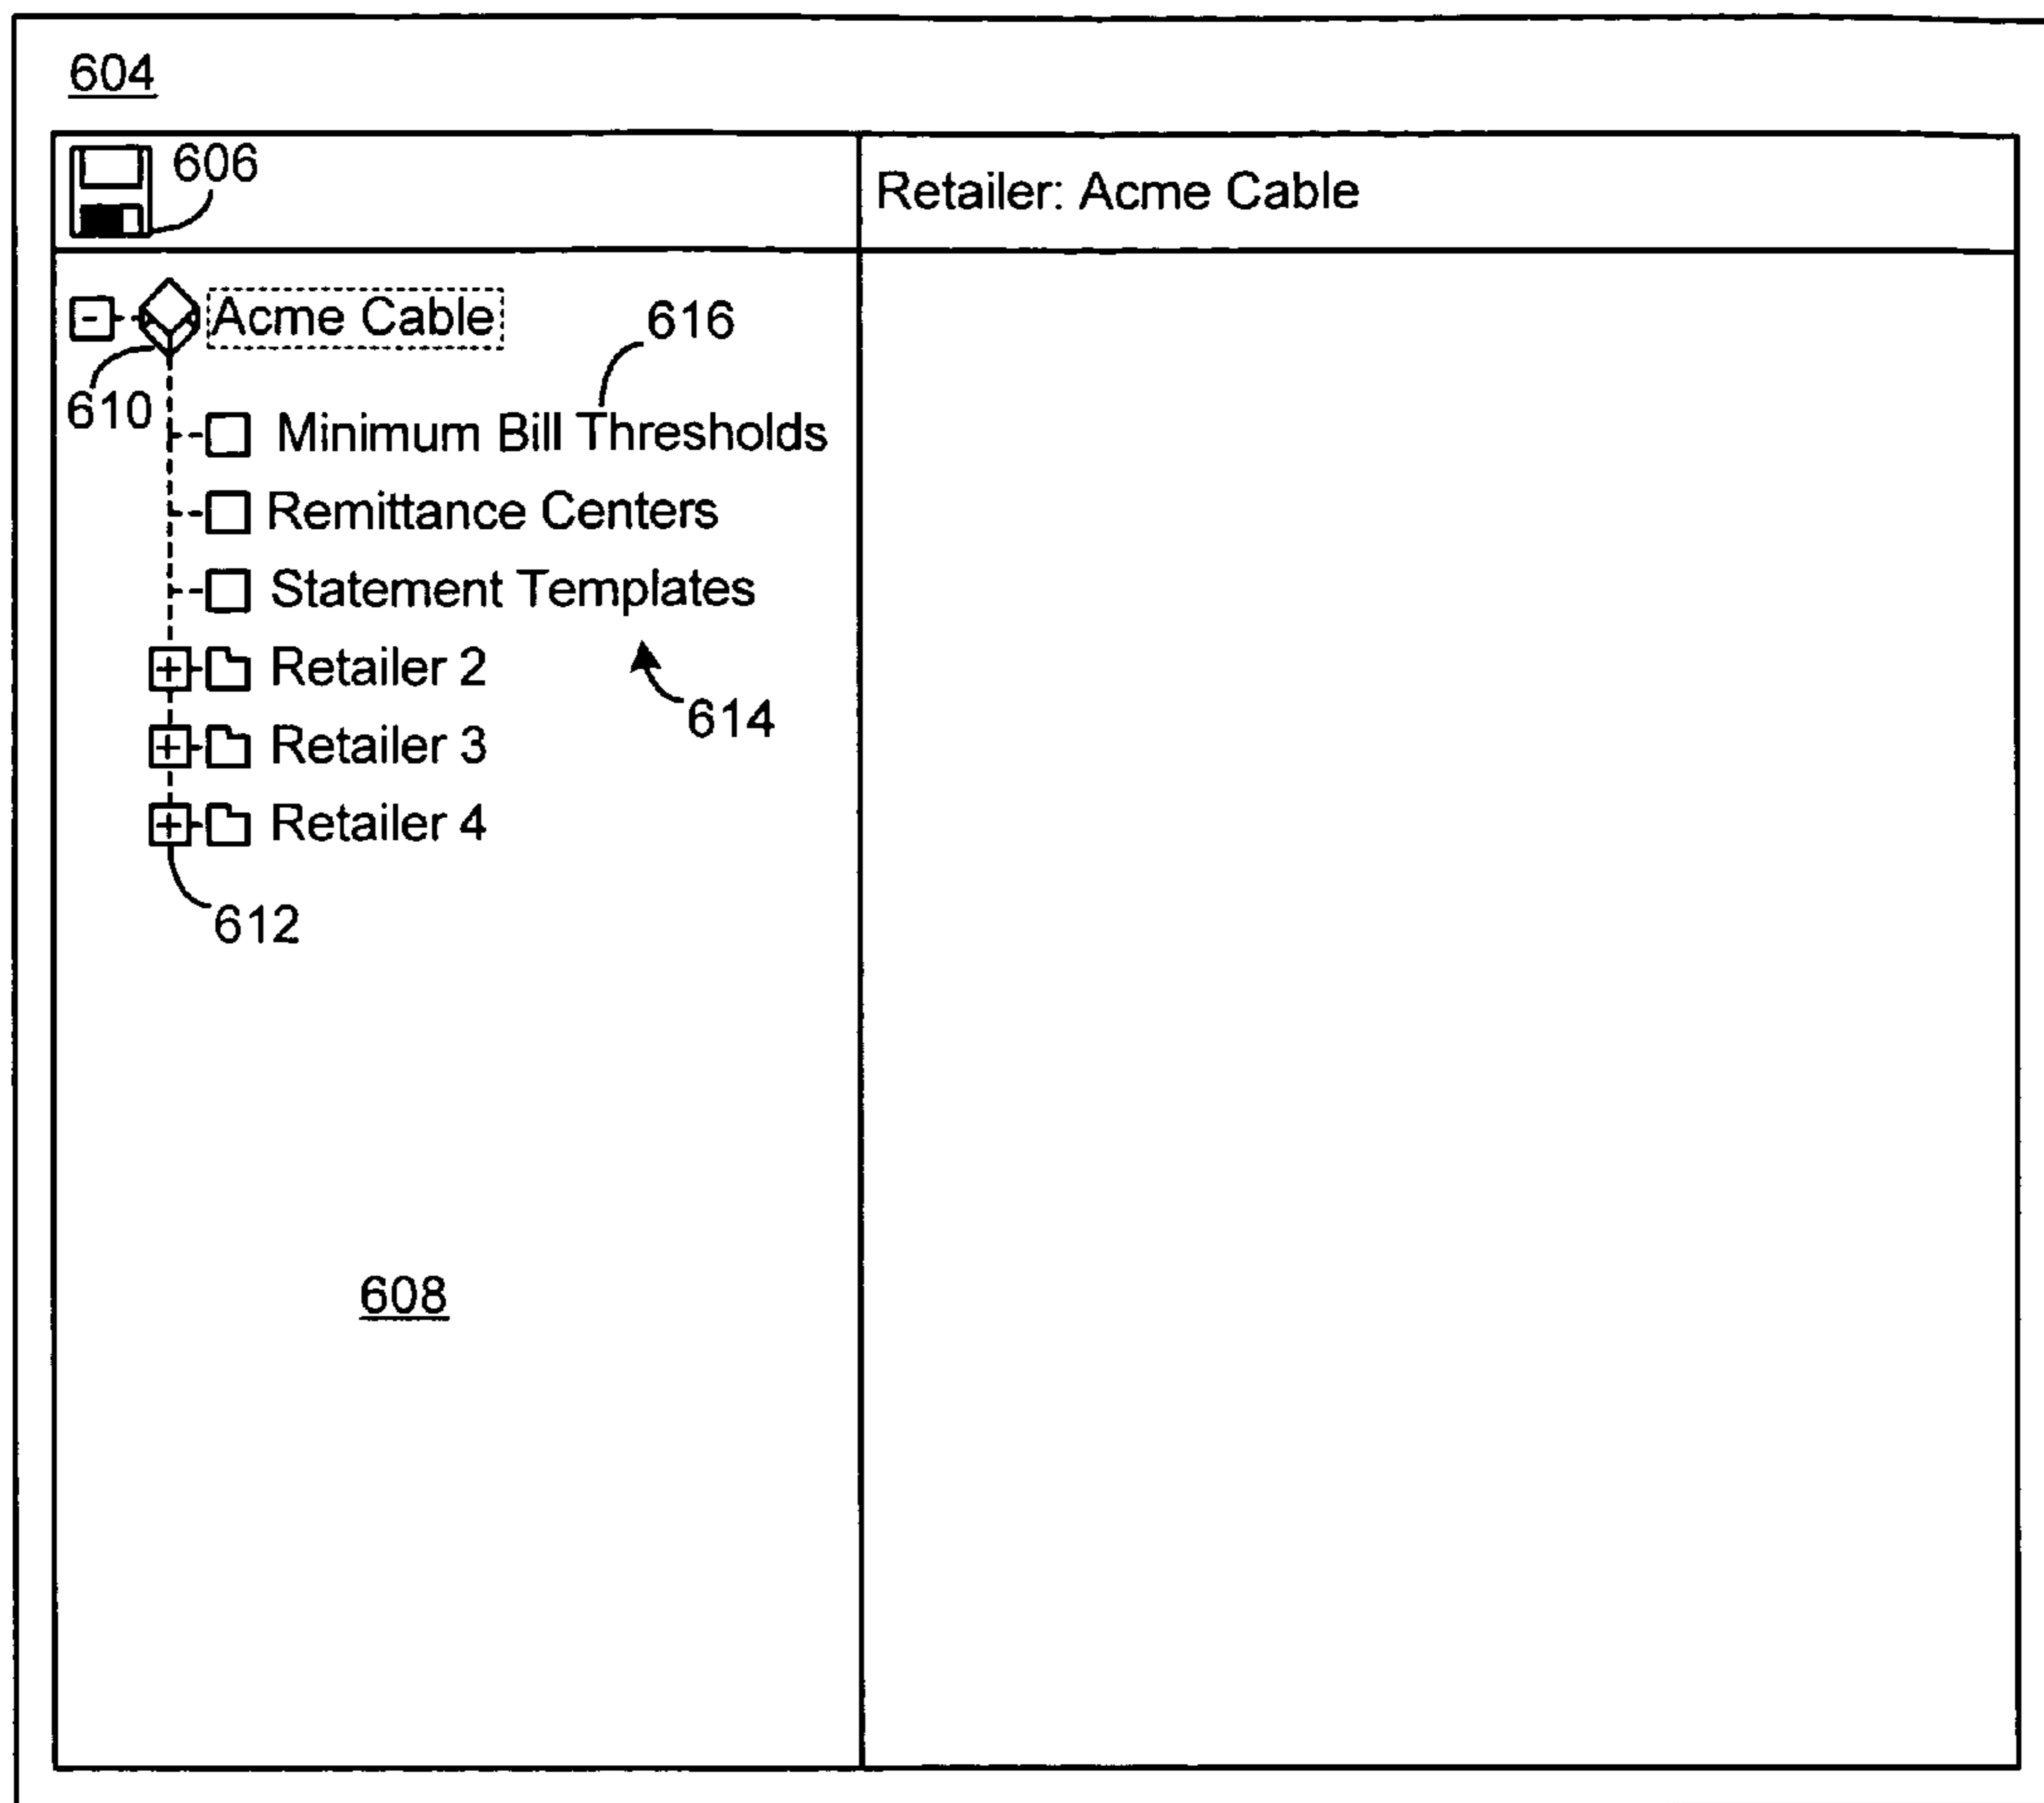 604
606
Retailer: Acme Cable
Acme Cable
616
610
Minimum Bill Thresholds
Remittance Centers
Statement Templates
Retailer 2
614
Retailer 3
Retailer 4
612
608